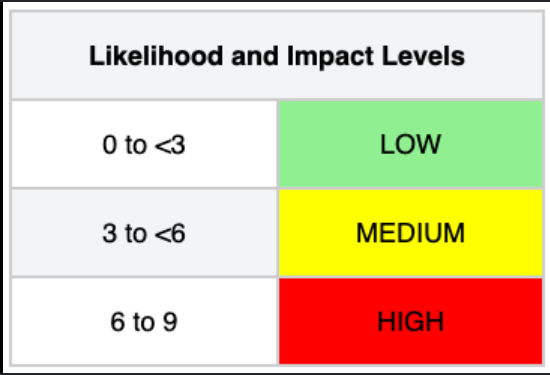 Likelihood and Impact Levels
0 to <3 LOW
3 to <6 MEDIUM
6 to 9 HIGH